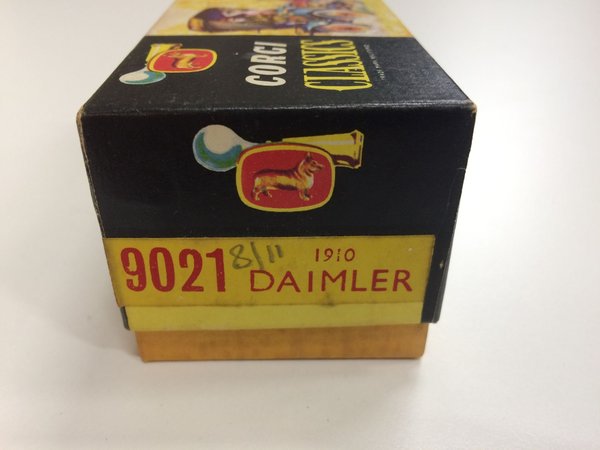 CORGI
CLASSICS
9021 8/11 1910
DAIMLER